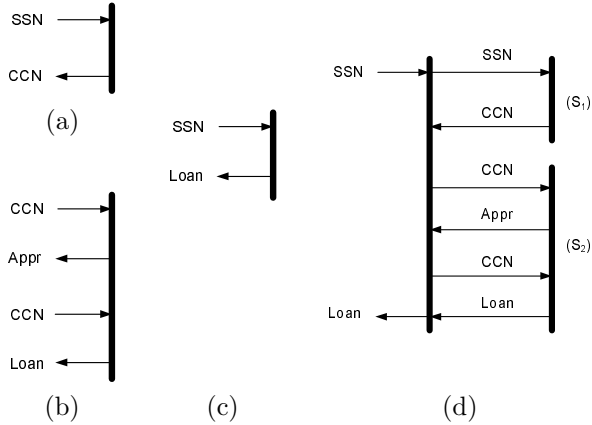 SSN
CCN
(a)
CCN
Appr
CCN
Loan
(b)
SSN
Loan
(c)
SSN
SSN
CCN
(S1)
CCN
Appr
(S2)
CCN
Loan
Loan
(d)